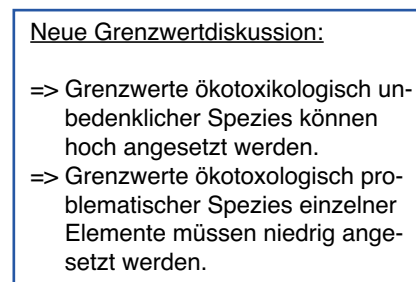 Neue Grenzwertdiskussion:
=> Grenzwerte ökotoxikologisch un-
bedenklicher Spezies können
hoch angesetzt werden.
=> Grenzwerte ökotoxologisch pro-
blematischer Spezies einzelner
Elemente müssen niedrig ange-
setzt werden.